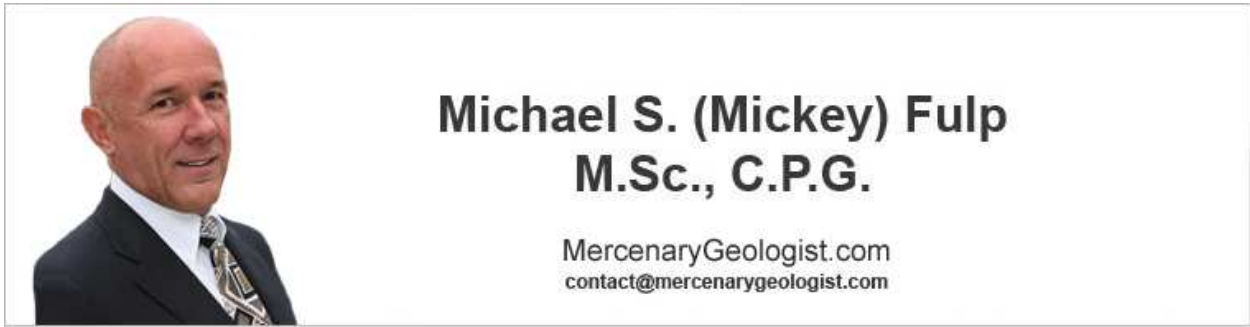 Michael S. (Mickey) Fulp
M.Sc., C.P.G.
MercenaryGeologist.com
contact@mercenarygeologist.com